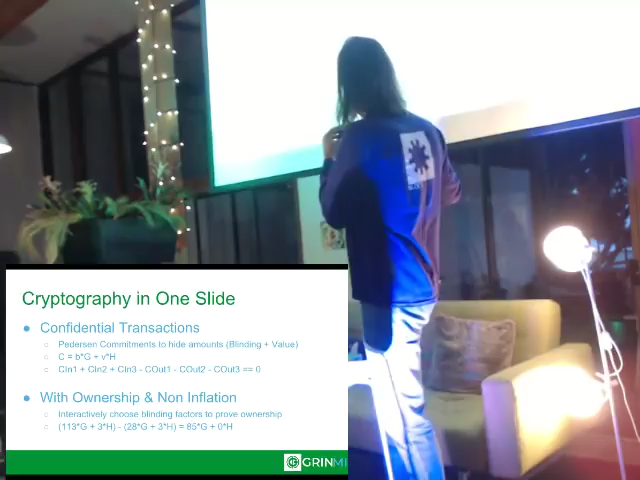 Cryptography in One Slide
● Confidential Transactions
○ Pedersen Commitments to hide amounts (Blinding + Value)
○ C = b*G + v*H
○ CIn1 + CIn2 + CIn3 - COut1 - COut2 - COut3 == 0
● With Ownership & Non Inflation
○ Interactively choose blinding factors to prove ownership
○ (113*G + 3*H) - (28*G + 3*H) = 85*G + 0*H
GRINMI